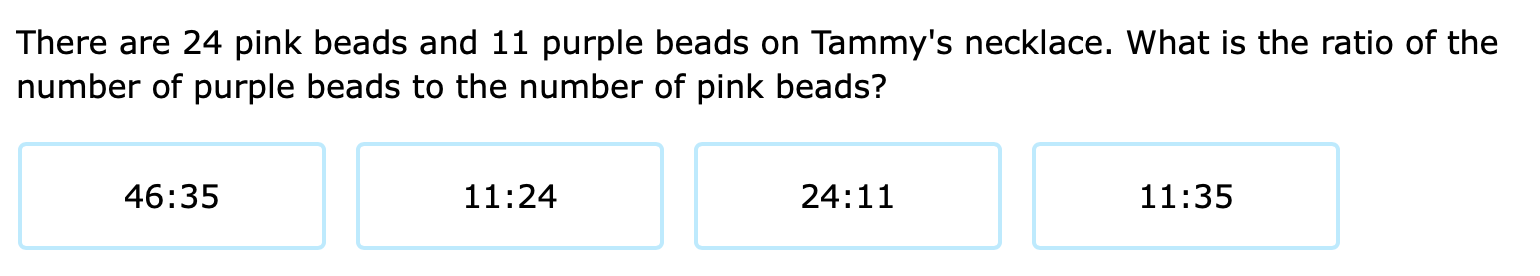 There are 24 pink beads and 11 purple beads on Tammy's necklace. What is the ratio of the
number of purple beads to the number of pink beads?
46:35 11:24 24:11 11:35